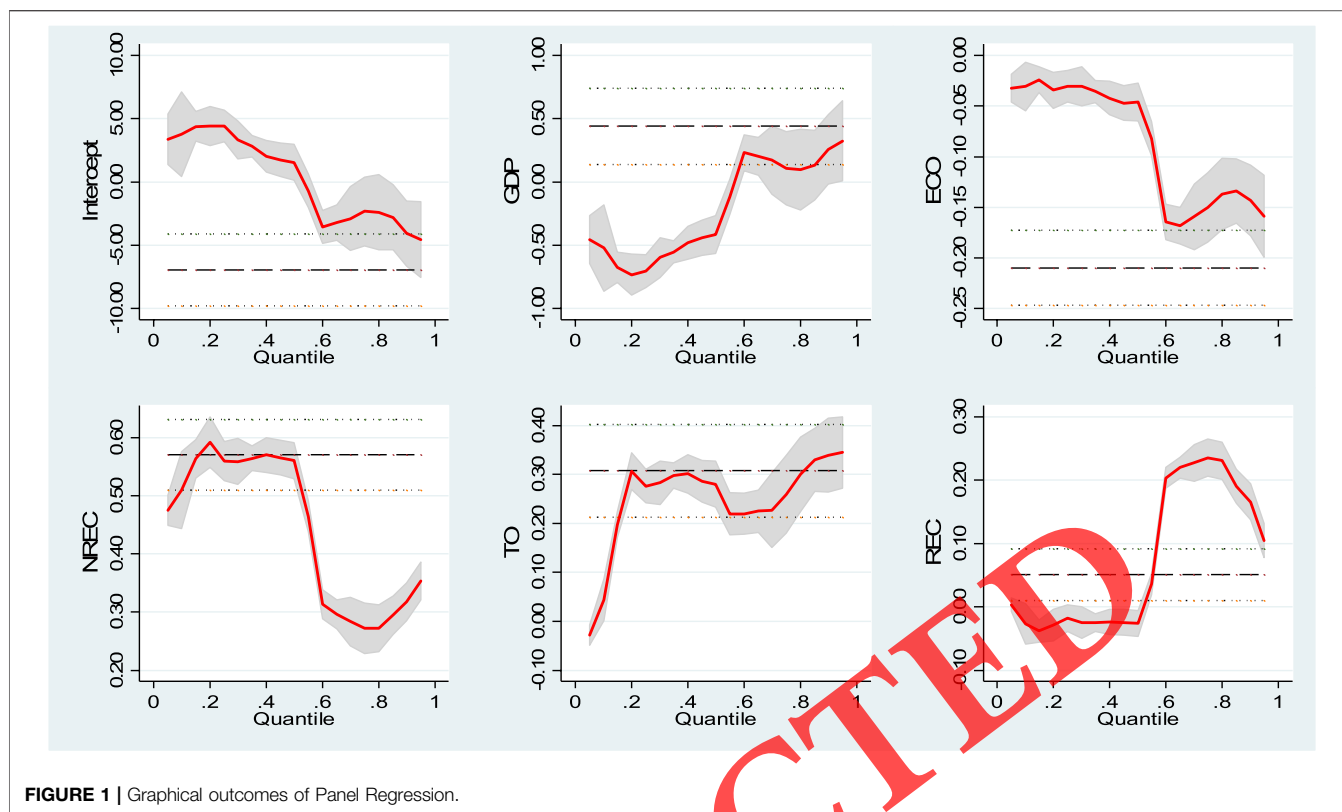 Intercept
10.00
5.00
0.00
-5.00
-10.00
0 .2 .4 .6 .8 1
Quantile
GDP
1.00
0.50
0.00
-0.50
-1.00
0 .2 .4 .6 .8 1
Quantile
ECO
0.00
-0.05
-0.10
-0.15
-0.20
-0.25
0 .2 .4 .6 .8 1
Quantile
NREC
0.60
0.50
0.40
0.30
0.20
0 .2 .4 .6 .8 1
Quantile
TO
0.40
0.30
0.20
0.10
0.00
-0.10
0 .2 .4 .6 .8 1
Quantile
REC
0.30
0.20
0.10
0.00
-0.10
0 .2 .4 .6 .8 1
Quantile
CTED
FIGURE 1 | Graphical outcomes of Panel Regression.